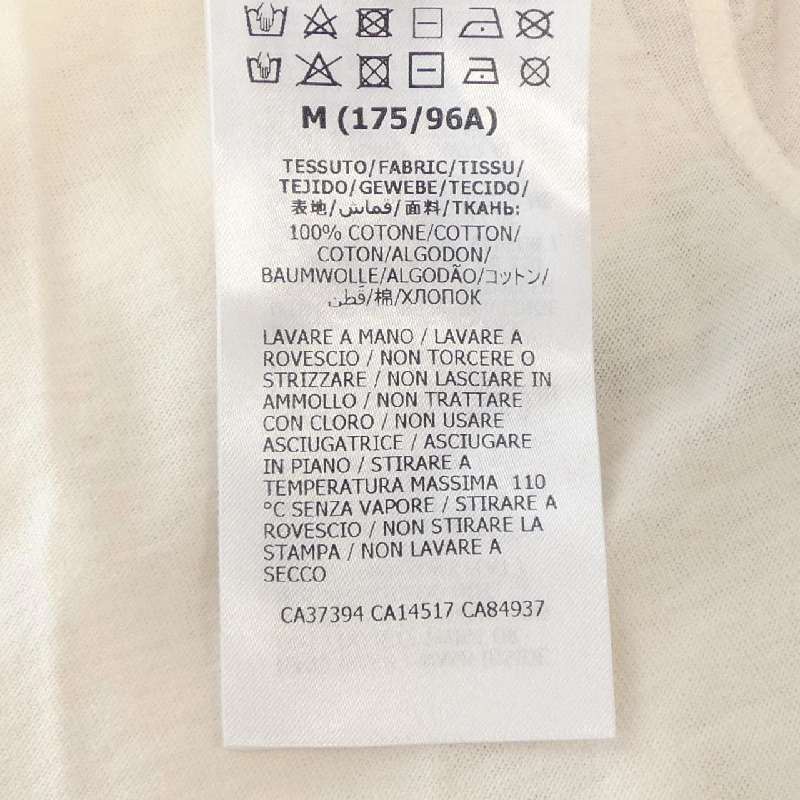 M (175/96A)
TESSUTO/FABRIC/TISSU/
TEJIDO/GEWEBE/TECIDO/
表地/قماش/面料/ТКАНЬ:
100% COTONE/COTTON/
COTON/ALGODON/
BAUMWOLLE/ALGODÃO/コットン/
قطن/棉/ХЛОПОК
LAVARE A MANO / LAVARE A
ROVESCIO / NON TORCERE O
STRIZZARE / NON LASCIARE IN
AMMOLLO / NON TRATTARE
CON CLORO / NON USARE
ASCIUGATRICE / ASCIUGARE
IN PIANO / STIRARE A
TEMPERATURA MASSIMA 110
°C SENZA VAPORE / STIRARE A
ROVESCIO / NON STIRARE LA
STAMPA / NON LAVARE A
SECCO
CA37394 CA14517 CA84937